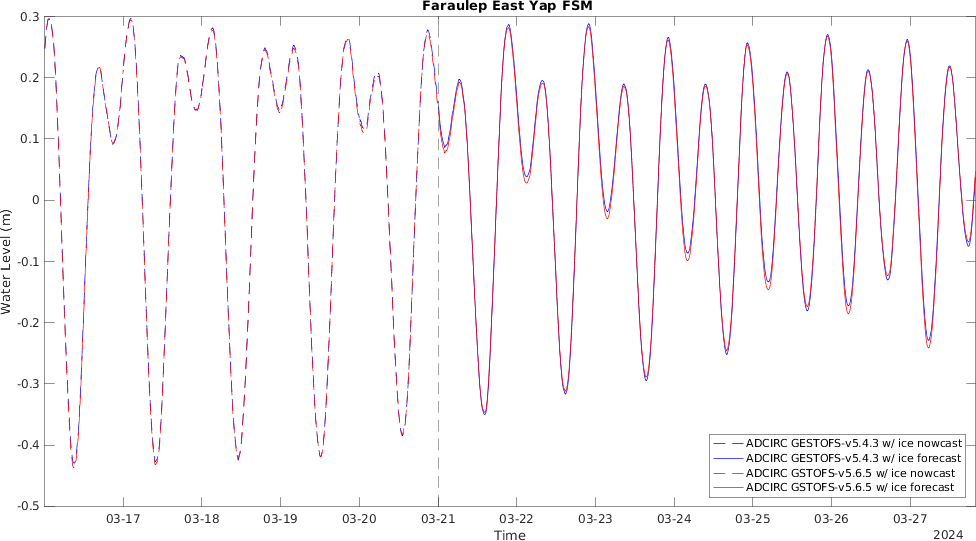 Faraulep East Yap FSM
Water Level (m)
0.3
0.2
0.1
0
-0.1
-0.2
-0.3
-0.4
-0.5
ADCIRC GESTOFS-v5.4.3 w/ ice nowcast
ADCIRC GESTOFS-v5.4.3 w/ ice forecast
ADCIRC GSTOFS-v5.6.5 w/ ice nowcast
ADCIRC GSTOFS-v5.6.5 w/ ice forecast
03-17 03-18 03-19 03-20 03-21 03-22 03-23 03-24 03-25 03-26 03-27
Time
2024